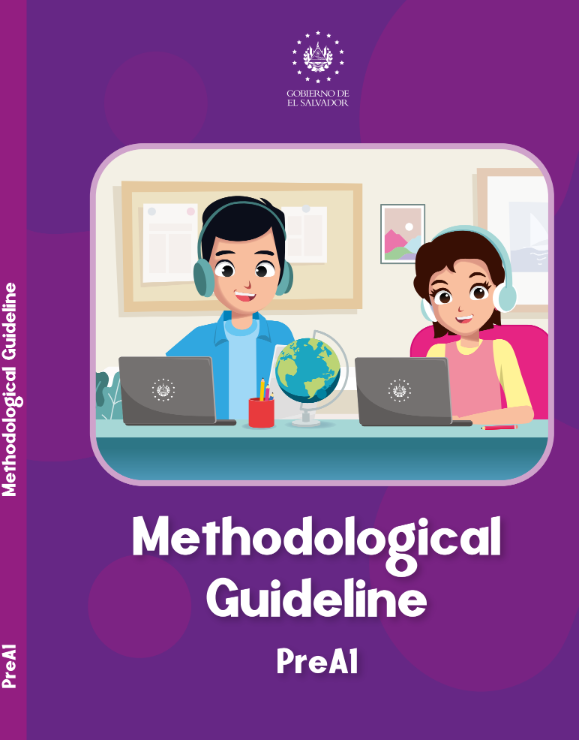 GOBIERNO DE
EL SALVADOR
Methodological
Guideline
PreA1
Methodological Guideline
PreA1